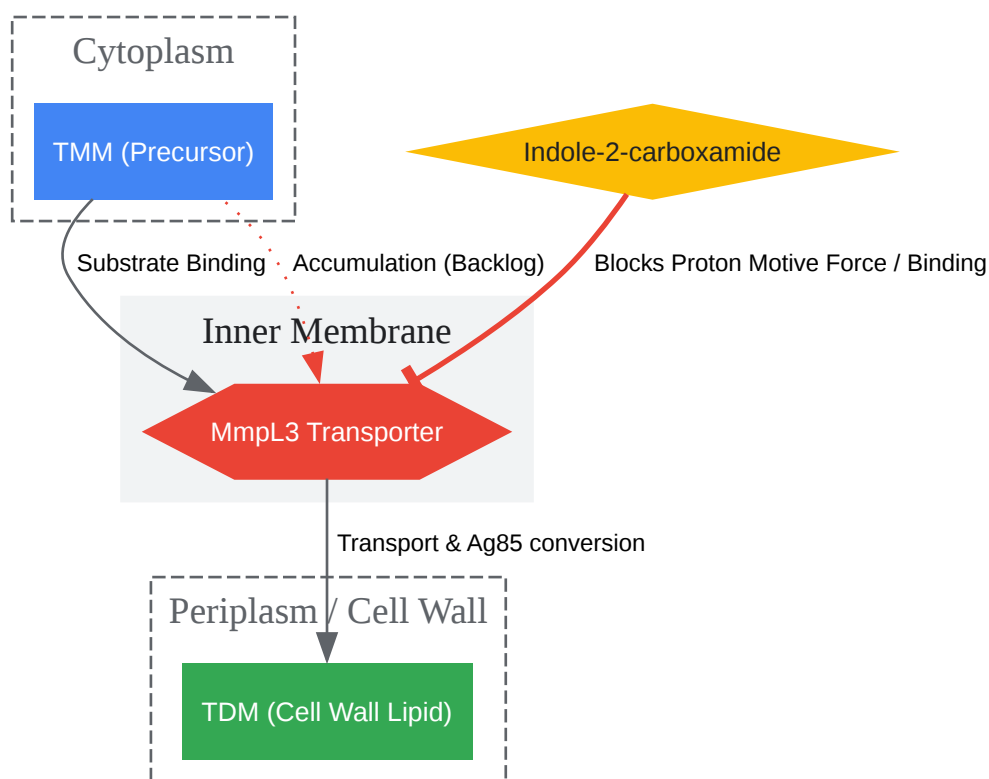 Cytoplasm
TMM (Precursor)
Indole-2-carboxamide
Substrate Binding
Accumulation (Backlog)
Blocks Proton Motive Force / Binding
Inner Membrane
MmpL3 Transporter
Transport & Ag85 conversion
Periplasm / Cell Wall
TDM (Cell Wall Lipid)